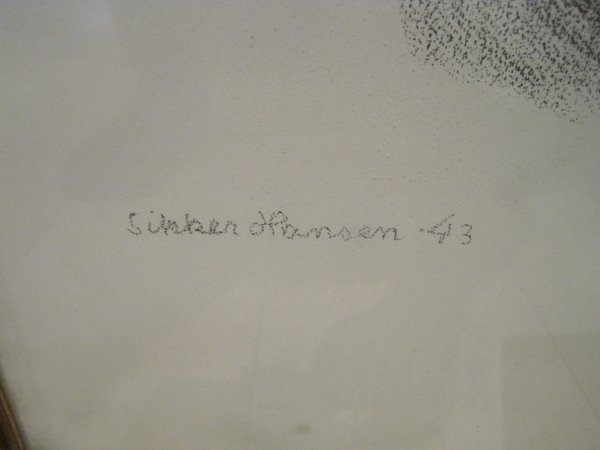 Sikker Hansen · 43